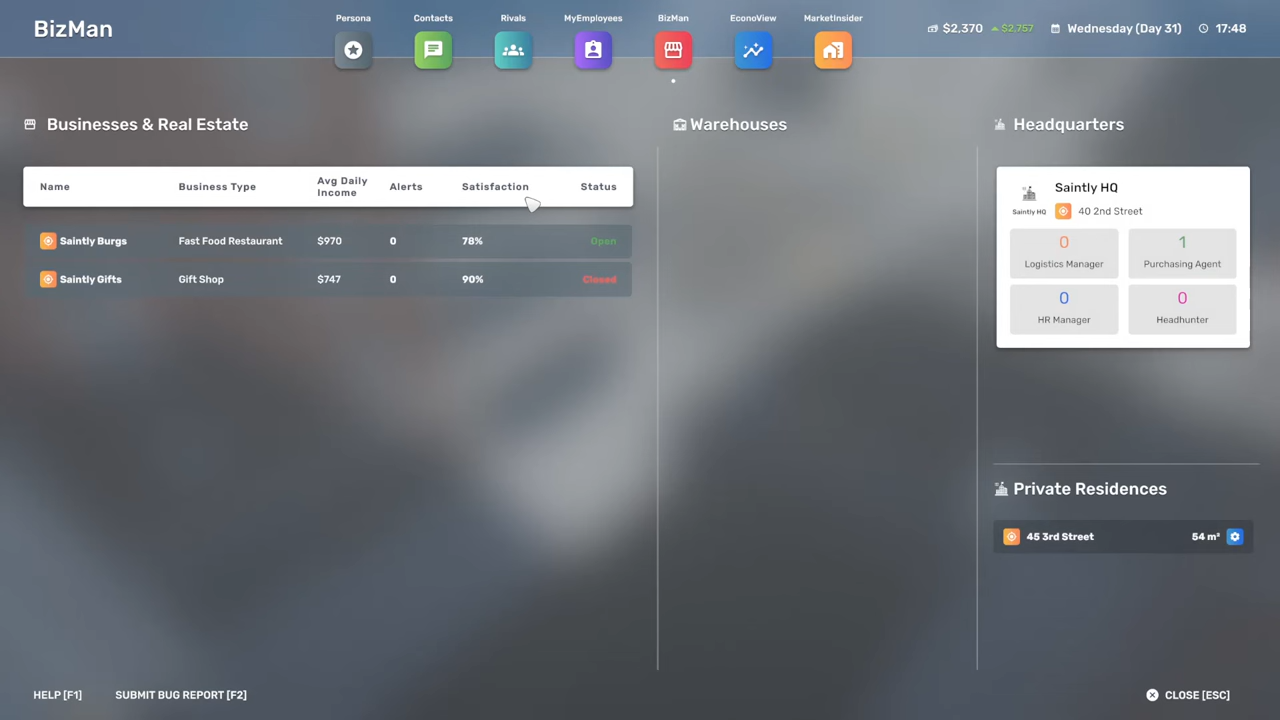 BizMan
Persona
Contacts
Rivals
MyEmployees
BizMan
EconoView
MarketInsider
$2,370
$2,757
Wednesday (Day 31)
17:48
Businesses & Real Estate
Name
Business Type
Avg Daily
Income
Alerts
Satisfaction
Status
Saintly Burgs
Fast Food Restaurant
$970
0
78%
Open
Saintly Gifts
Gift Shop
$747
0
90%
Closed
Warehouses
Headquarters
Saintly HQ
Saintly HQ
40 2nd Street
0
Logistics Manager
1
Purchasing Agent
0
HR Manager
0
Headhunter
Private Residences
45 3rd Street
54 m²
HELP [F1]
SUBMIT BUG REPORT [F2]
CLOSE [ESC]